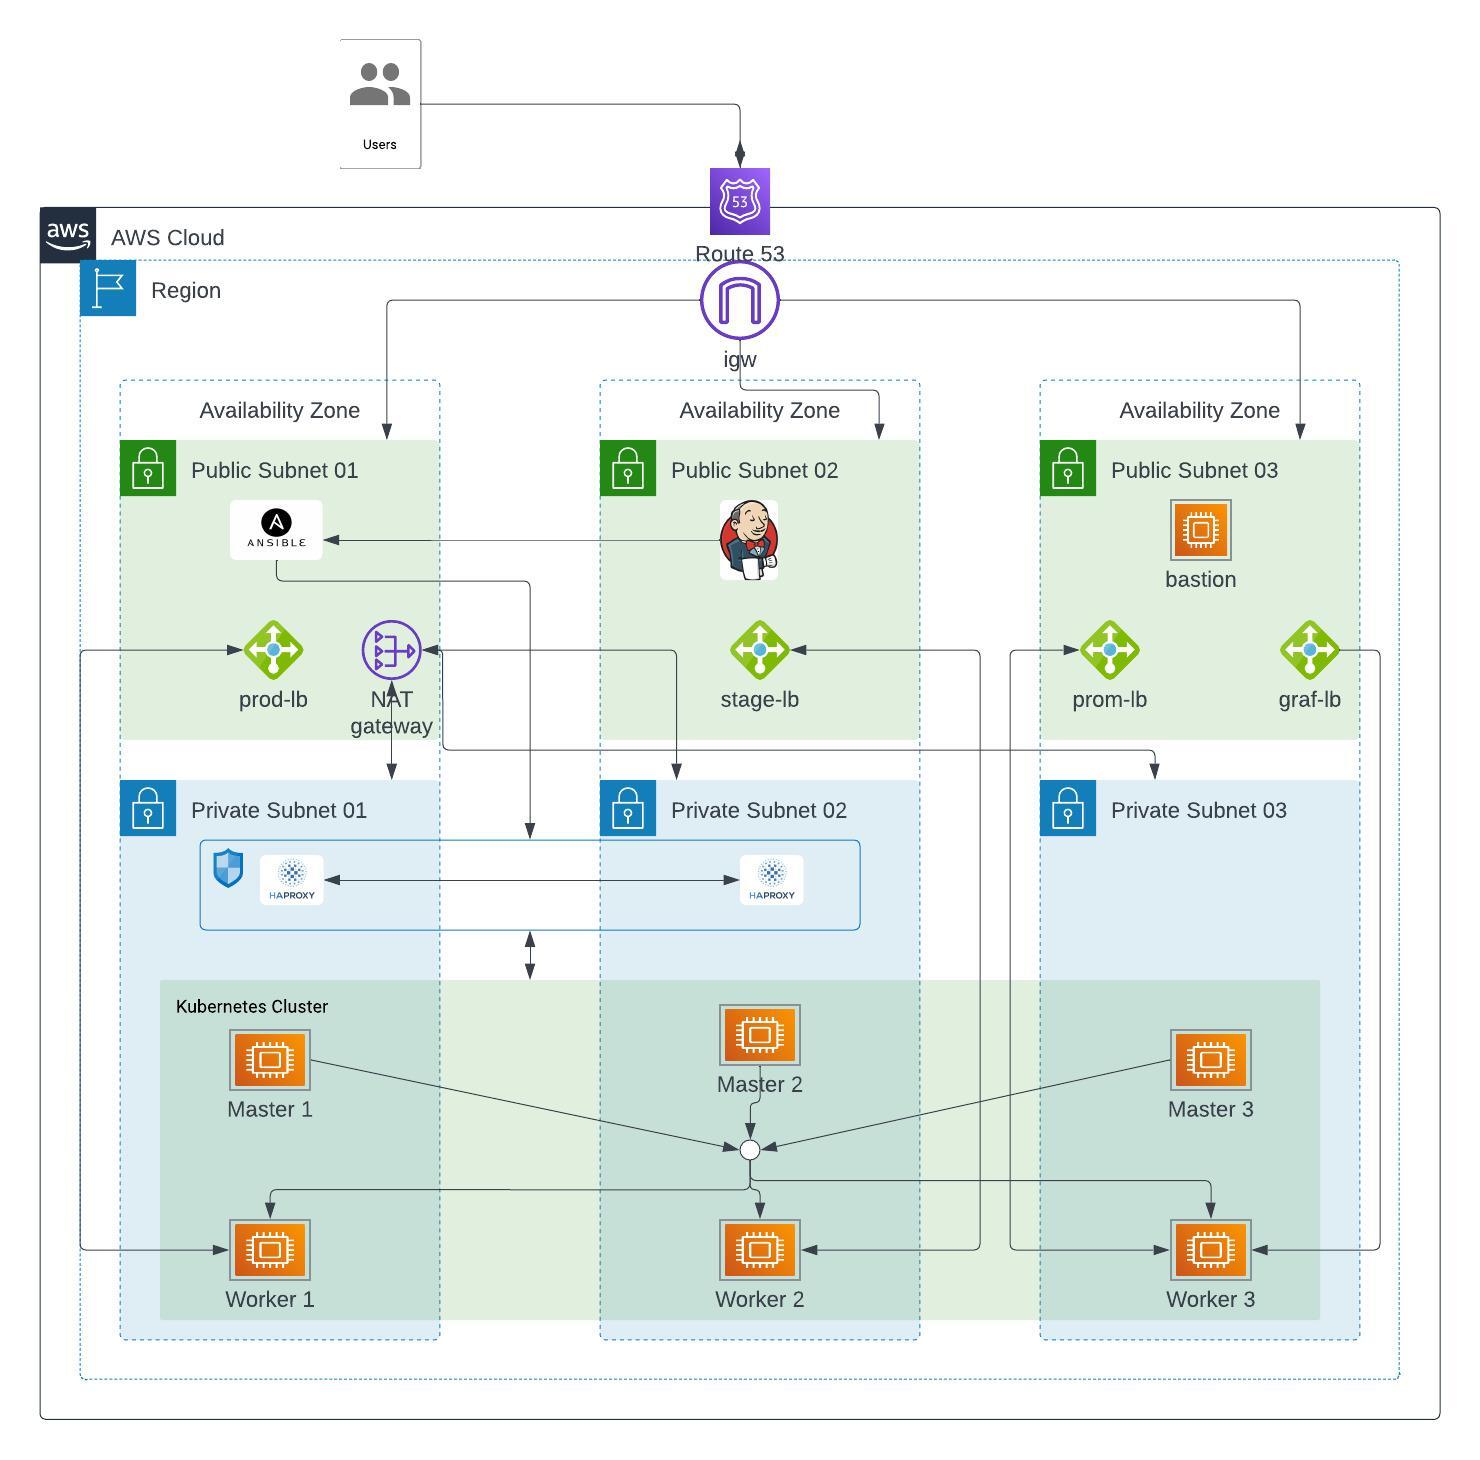 Users
53
Route 53
aws
AWS Cloud
Region
igw
Availability Zone
Availability Zone
Availability Zone
Public Subnet 01
Public Subnet 02
Public Subnet 03
A
ANSIBLE
bastion
prod-lb
NAT
gateway
stage-lb
prom-lb
graf-lb
Private Subnet 01
Private Subnet 02
Private Subnet 03
HAPROXY
HAPROXY
Kubernetes Cluster
Master 1
Master 2
Master 3
Worker 1
Worker 2
Worker 3